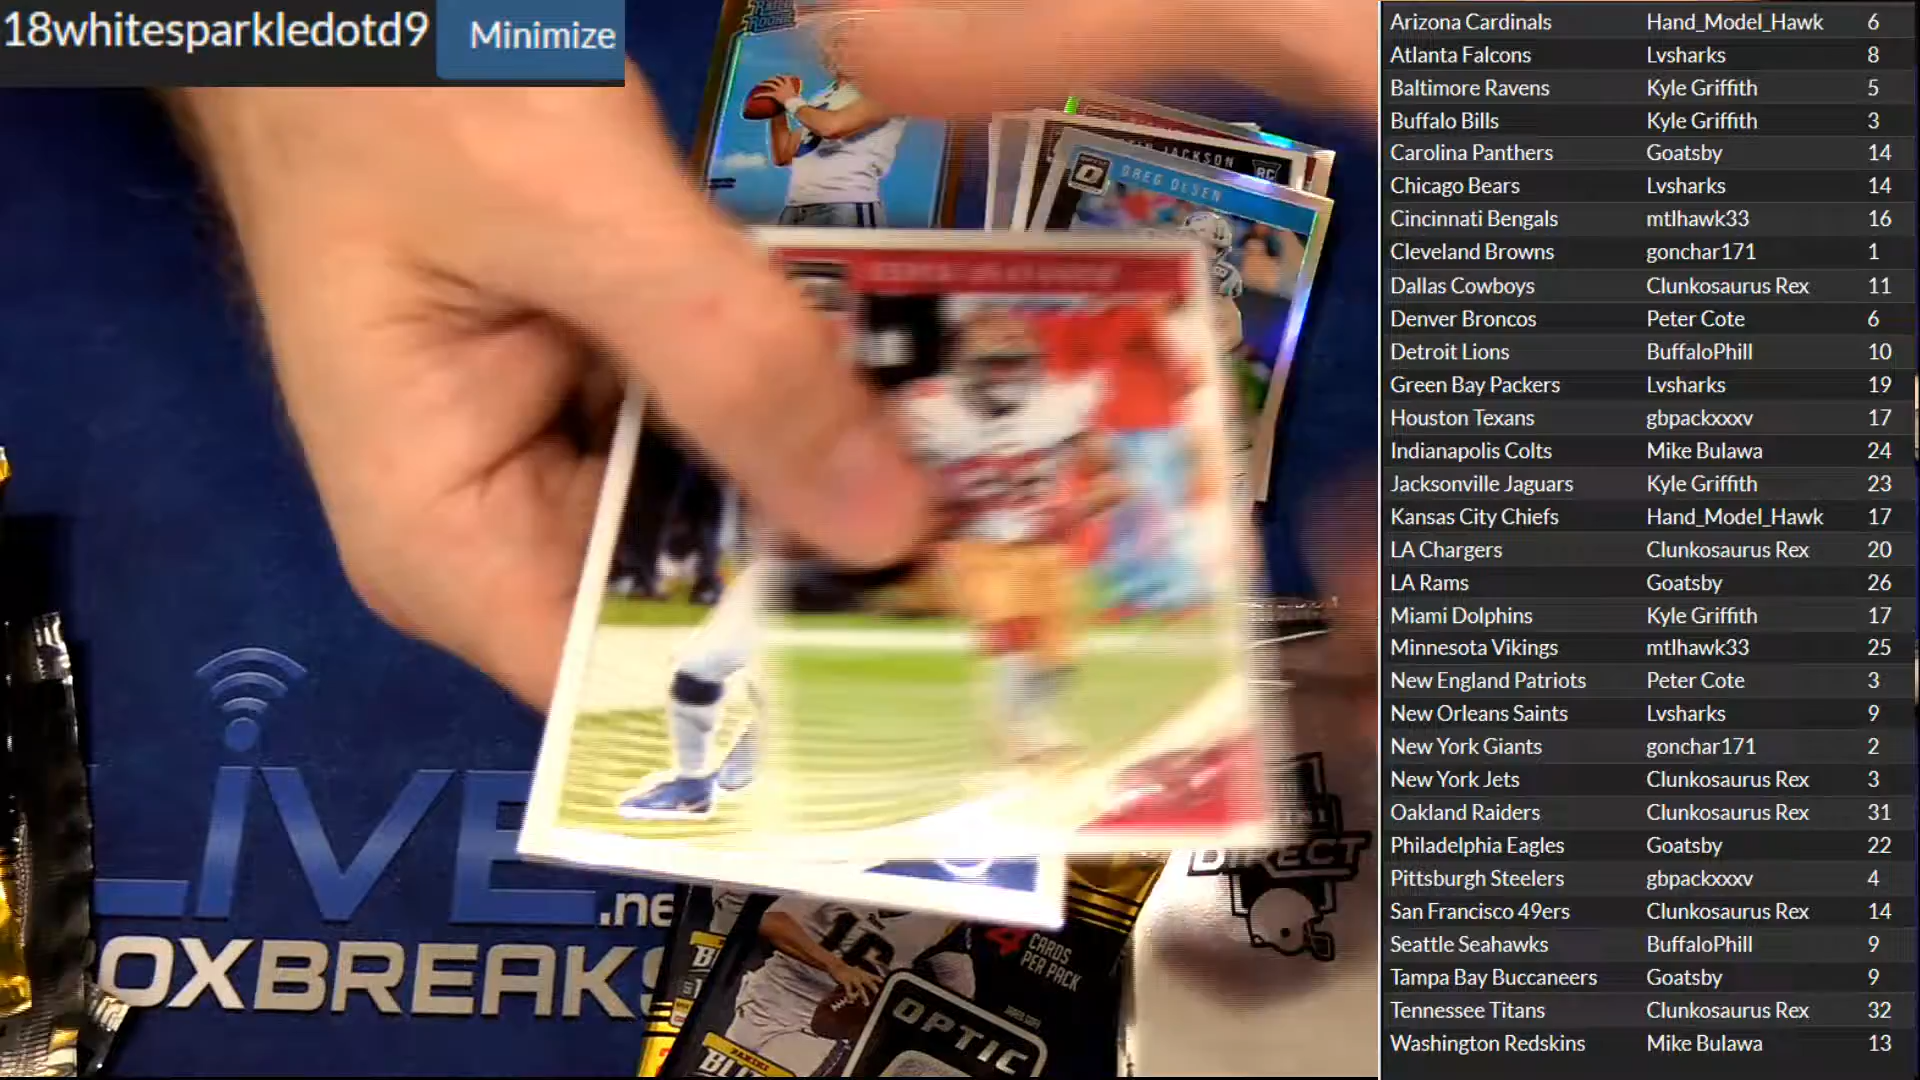 18whitesparkledotd9 Minimize
RATED ROOKIE
JACKSON RC
GREG OLSEN
LIVE.ne
OXBREAKS
DIRECT
4 CARDS PER PACK
OPTIC
PANINI
Arizona Cardinals Hand_Model_Hawk 6
Atlanta Falcons Lvsharks 8
Baltimore Ravens Kyle Griffith 5
Buffalo Bills Kyle Griffith 3
Carolina Panthers Goatsby 14
Chicago Bears Lvsharks 14
Cincinnati Bengals mtlhawk33 16
Cleveland Browns gonchar171 1
Dallas Cowboys Clunkosaurus Rex 11
Denver Broncos Peter Cote 6
Detroit Lions BuffaloPhill 10
Green Bay Packers Lvsharks 19
Houston Texans gbpackxxxv 17
Indianapolis Colts Mike Bulawa 24
Jacksonville Jaguars Kyle Griffith 23
Kansas City Chiefs Hand_Model_Hawk 17
LA Chargers Clunkosaurus Rex 20
LA Rams Goatsby 26
Miami Dolphins Kyle Griffith 17
Minnesota Vikings mtlhawk33 25
New England Patriots Peter Cote 3
New Orleans Saints Lvsharks 9
New York Giants gonchar171 2
New York Jets Clunkosaurus Rex 3
Oakland Raiders Clunkosaurus Rex 31
Philadelphia Eagles Goatsby 22
Pittsburgh Steelers gbpackxxxv 4
San Francisco 49ers Clunkosaurus Rex 14
Seattle Seahawks BuffaloPhill 9
Tampa Bay Buccaneers Goatsby 9
Tennessee Titans Clunkosaurus Rex 32
Washington Redskins Mike Bulawa 13